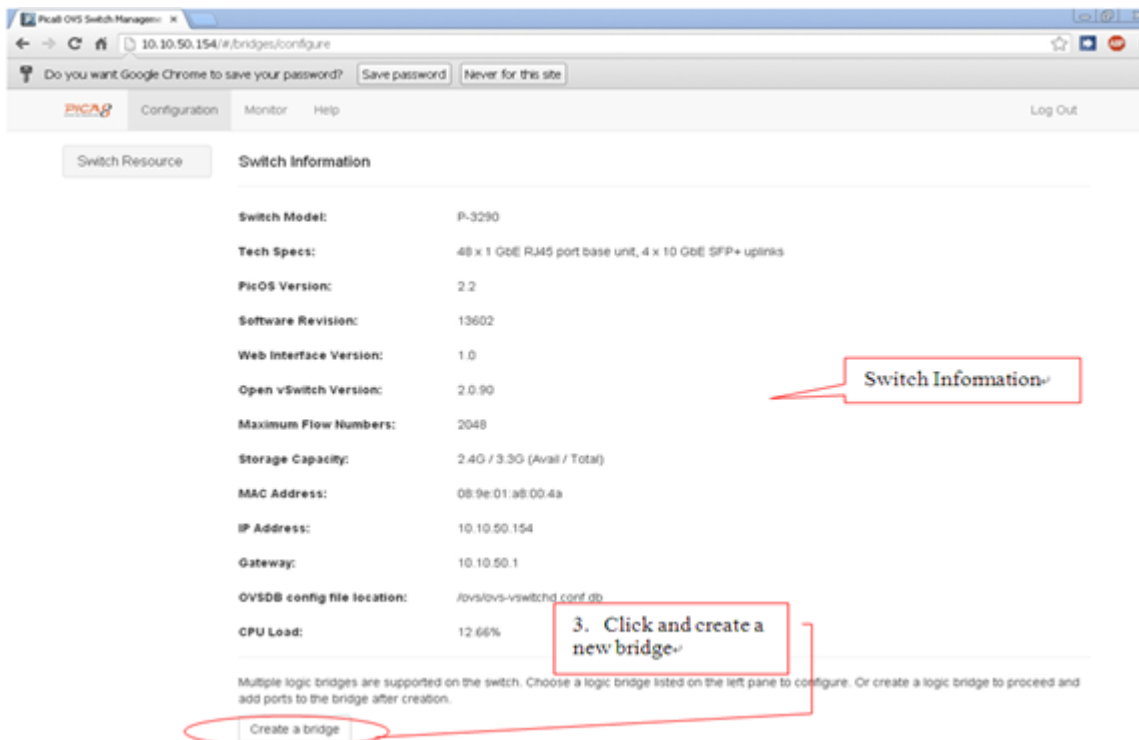 Pica8 OVS Switch Manageme
10.10.50.154/#/bridges/configure
Do you want Google Chrome to save your password? Save password Never for this site
PICA8 Configuration Monitor Help Log Out
Switch Resource
Switch Information
Switch Model: P-3290
Tech Specs: 48 x 1 GbE RJ45 port base unit, 4 x 10 GbE SFP+ uplinks
PicOS Version: 2.2
Software Revision: 13602
Web Interface Version: 1.0
Open vSwitch Version: 2.0.90
Switch Information
Maximum Flow Numbers: 2048
Storage Capacity: 2.4G / 3.3G (Avail / Total)
MAC Address: 08:9e:01:a8:00:4a
IP Address: 10.10.50.154
Gateway: 10.10.50.1
OVSDB config file location: /ovs/ovs-vswitchd.conf.db
CPU Load: 12.66%
3. Click and create a
new bridge
Multiple logic bridges are supported on the switch. Choose a logic bridge listed on the left pane to configure. Or create a logic bridge to proceed and
add ports to the bridge after creation.
Create a bridge